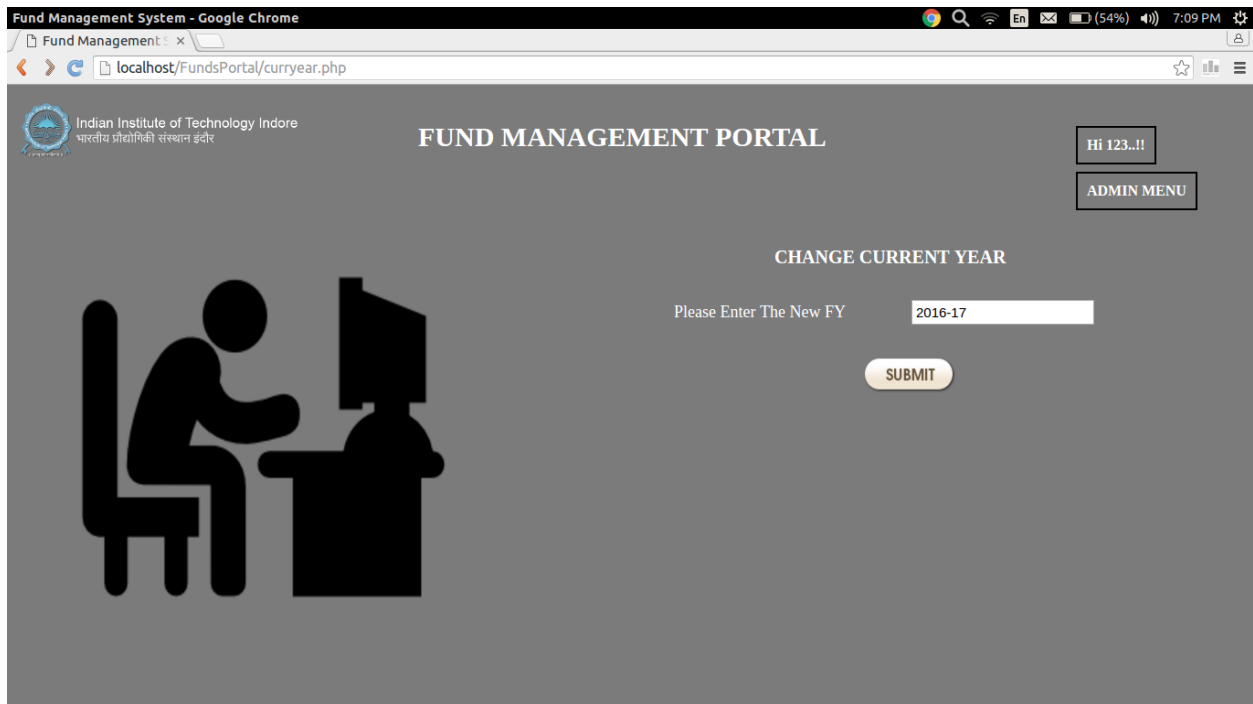 Fund Management System - Google Chrome
En (54%) 7:09 PM
Fund Management S
localhost/FundsPortal/curryear.php
Indian Institute of Technology Indore
भारतीय प्रौद्योगिकी संस्थान इंदौर
FUND MANAGEMENT PORTAL
Hi 123..!!
ADMIN MENU
CHANGE CURRENT YEAR
Please Enter The New FY 2016-17
SUBMIT